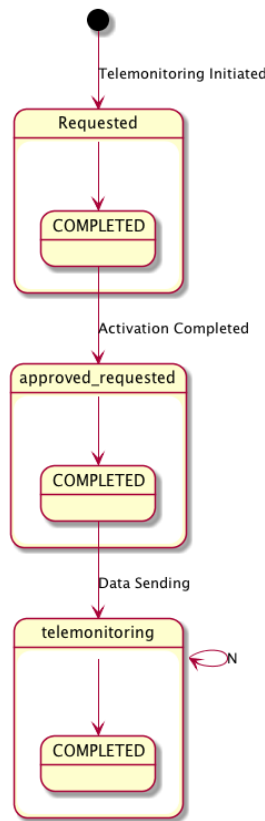 Telemonitoring Initiated
Requested
COMPLETED
Activation Completed
approved_requested
COMPLETED
Data Sending
telemonitoring
N
COMPLETED